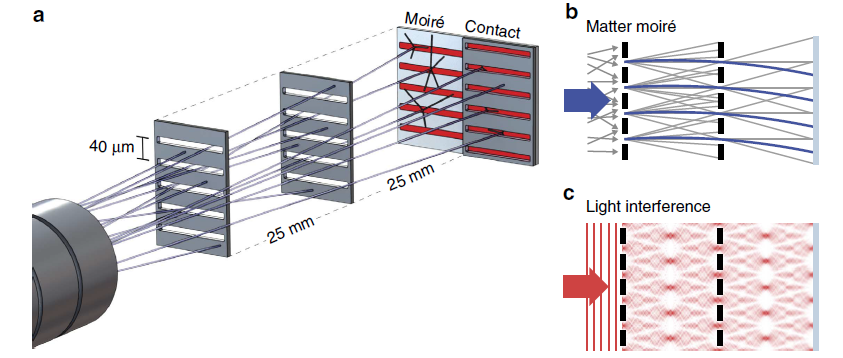 a
Moiré
Contact
40 μm
25 mm
25 mm
b
Matter moiré
c
Light interference